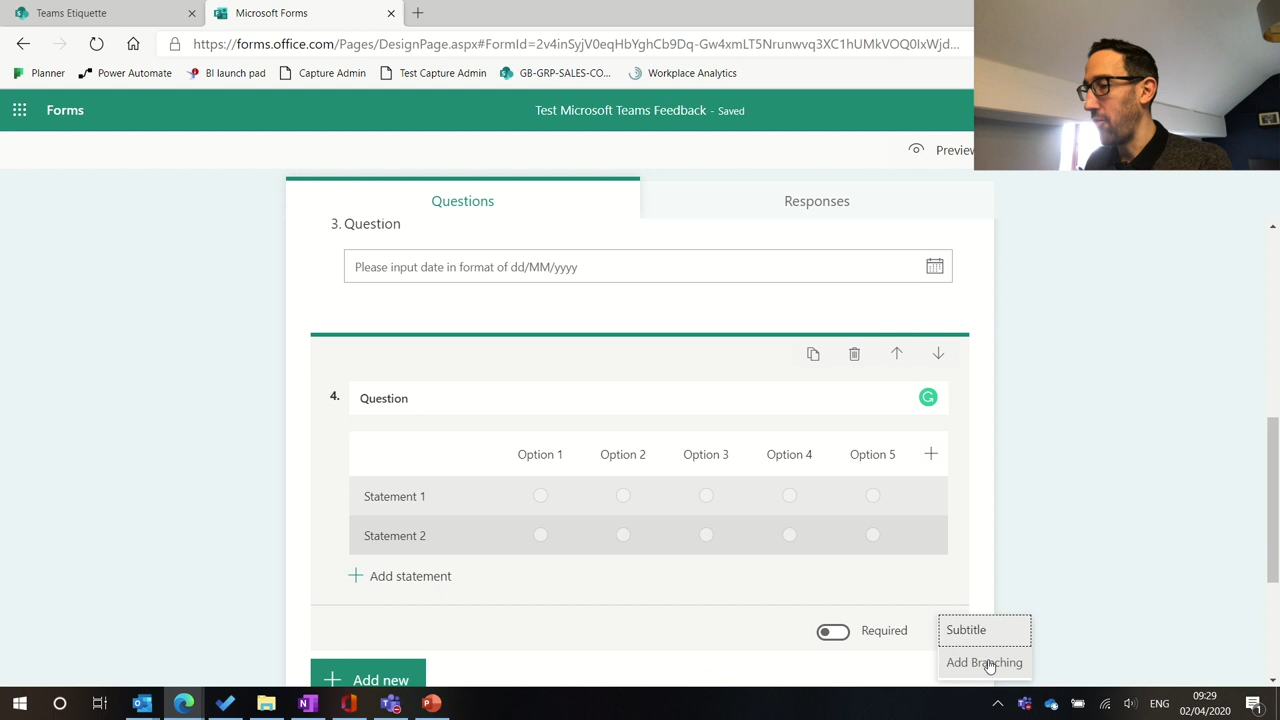 Teams Etiquette
Microsoft Forms
https://forms.office.com/Pages/DesignPage.aspx#FormId=2v4inSyjV0eqHbYghCb9Dq-Gw4xmLT5Nrunwvq3XC1hUMkVOQ0IxWjd...
Planner
Power Automate
BI launch pad
Capture Admin
Test Capture Admin
GB-GRP-SALES-CO...
Workplace Analytics
Forms
Test Microsoft Teams Feedback - Saved
Preview
Questions
Responses
3. Question
Please input date in format of dd/MM/yyyy
4. Question
Option 1 Option 2 Option 3 Option 4 Option 5
Statement 1
Statement 2
Add statement
Required
Subtitle
Add Branching
Add new
ENG
09:29
02/04/2020